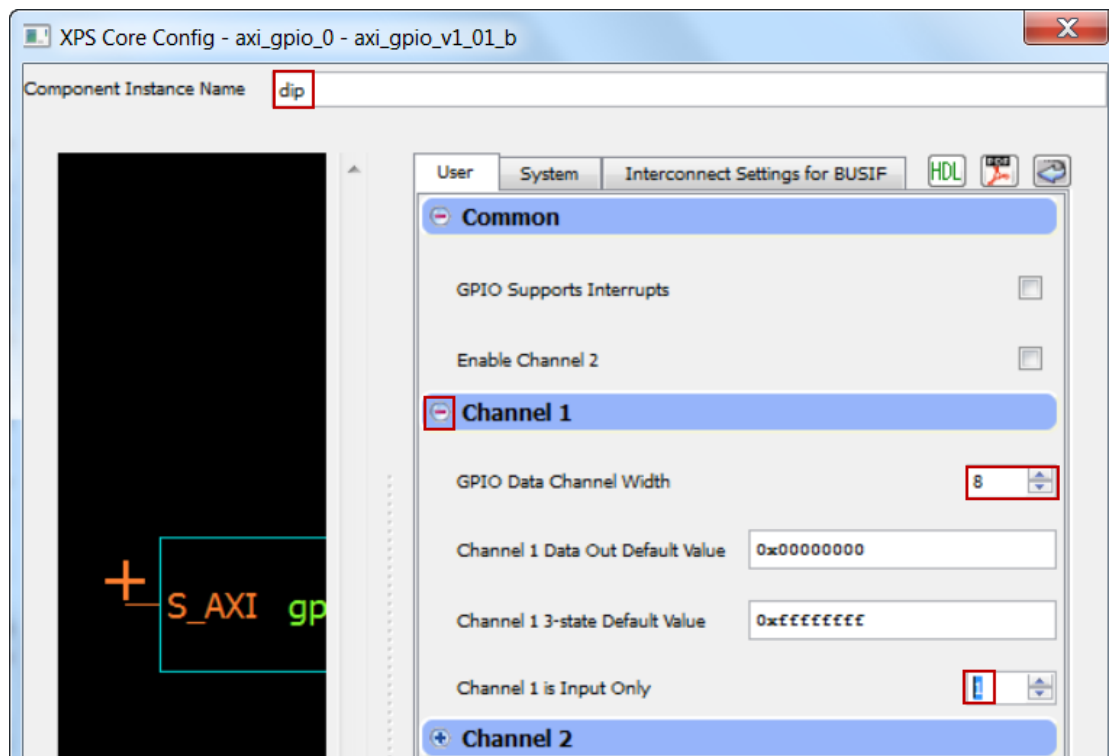 XPS Core Config - axi_gpio_0 - axi_gpio_v1_01_b
Component Instance Name dip
User System Interconnect Settings for BUSIF HDL PDF
Common
GPIO Supports Interrupts
Enable Channel 2
Channel 1
GPIO Data Channel Width 8
Channel 1 Data Out Default Value 0x00000000
S_AXI gp
Channel 1 3-state Default Value 0xffffffff
Channel 1 is Input Only 1
Channel 2